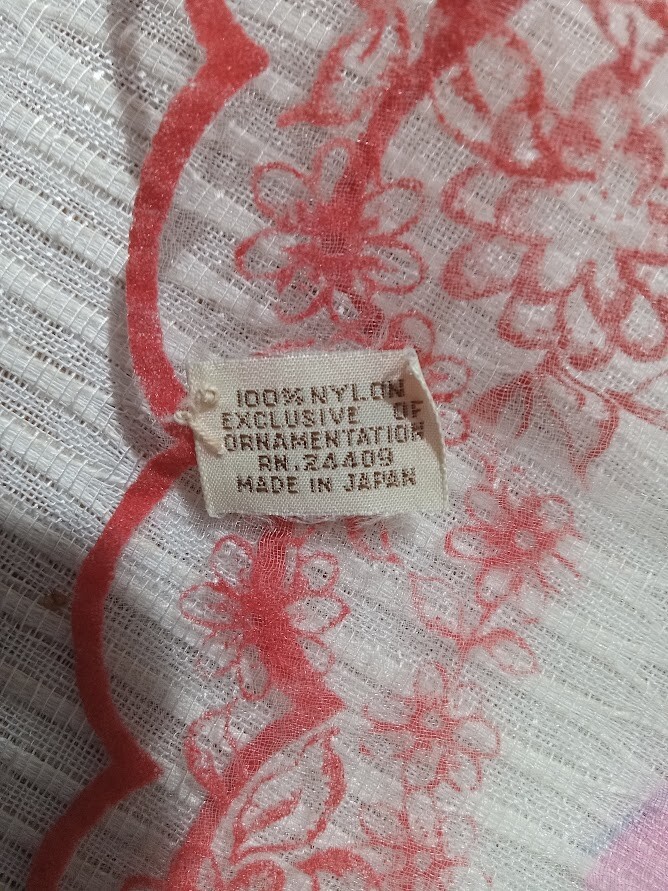 100% NYLON
EXCLUSIVE OF
ORNAMENTATION
RN.24409
MADE IN JAPAN